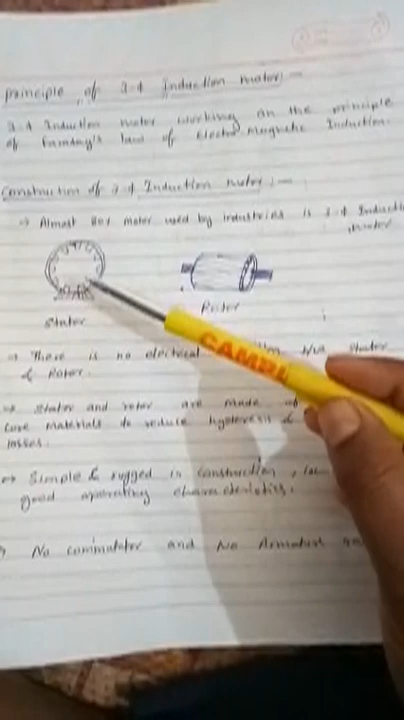 principle of 3-ϕ Induction motor :-
3-ϕ Induction motor working on the principle
of Faraday's law of Electro Magnetic Induction.
Construction of 3-ϕ Induction motor :-
→ Almost 80% motor used by industries is 3-ϕ Induction
motor
Stator
Rotor
CAMEL
→ There is no electrical b/w Stator
& Rotor.
→ Stator and rotor are made of
core materials to reduce hysteresis &
losses.
→ Simple & rugged in construction,
good operating characteristics.
→ No commutator and No Armature